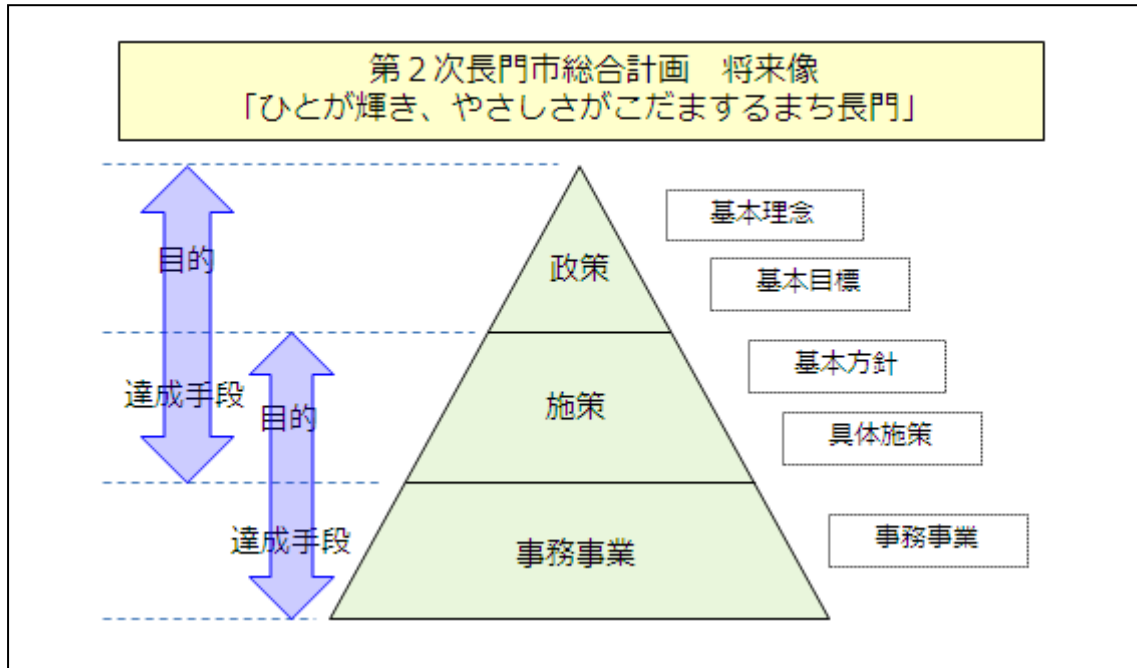 第２次長門市総合計画　将来像
「ひとが輝き、やさしさがこだまするまち長門」
基本理念
目的
政策
基本目標
基本方針
達成手段
目的
施策
具体施策
達成手段
事務事業
事務事業